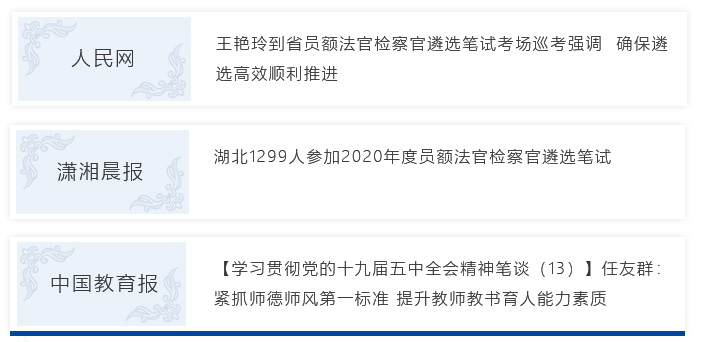 人民网
王艳玲到省员额法官检察官遴选笔试考场巡考强调 确保遴
选高效顺利推进
潇湘晨报
湖北1299人参加2020年度员额法官检察官遴选笔试
中国教育报
【学习贯彻党的十九届五中全会精神笔谈（13）】任友群：
紧抓师德师风第一标准 提升教师教书育人能力素质